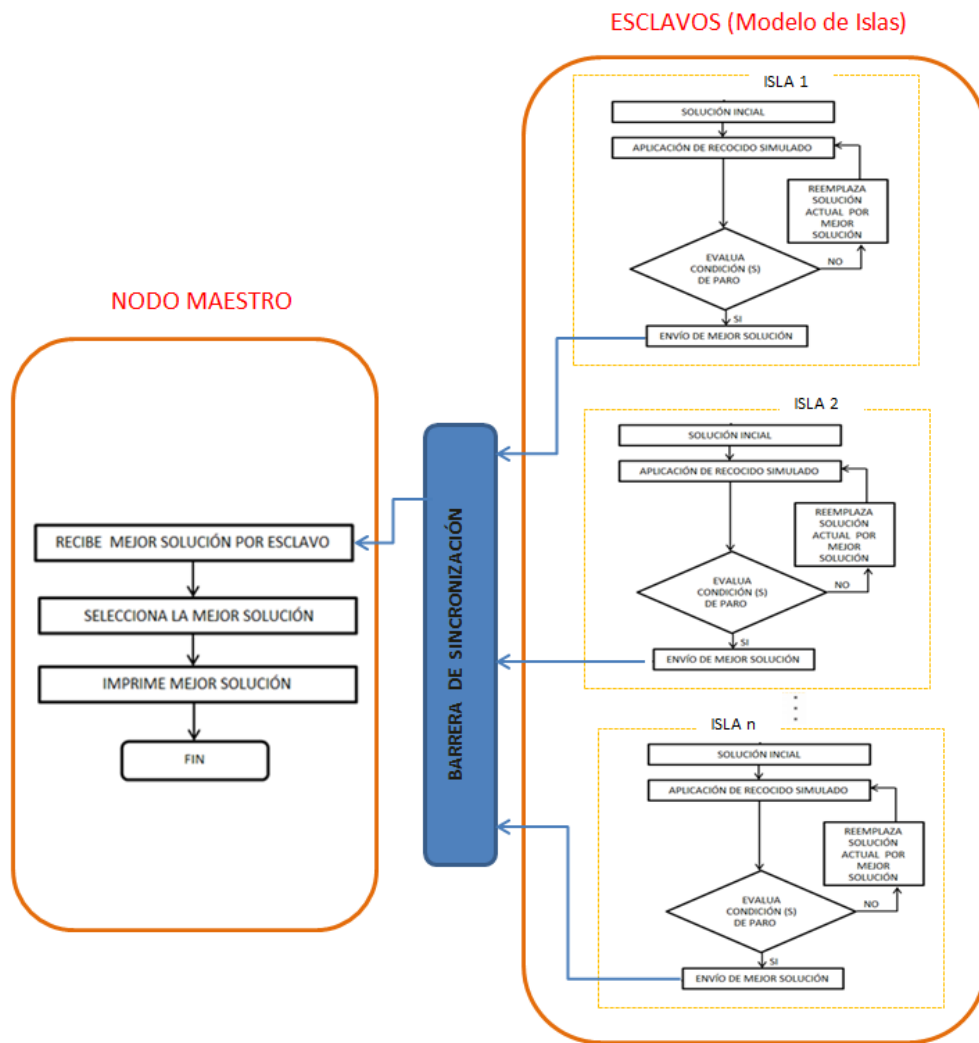 ESCLAVOS (Modelo de Islas)
ISLA 1
SOLUCIÓN INCIAL
APLICACIÓN DE RECOCIDO SIMULADO
REEMPLAZA
SOLUCIÓN
ACTUAL POR
MEJOR
SOLUCIÓN
EVALUA
CONDICIÓN (S)
DE PARO
NO
SI
ENVÍO DE MEJOR SOLUCIÓN
NODO MAESTRO
RECIBE MEJOR SOLUCIÓN POR ESCLAVO
SELECCIONA LA MEJOR SOLUCIÓN
IMPRIME MEJOR SOLUCIÓN
FIN
BARRERA DE SINCRONIZACIÓN
ISLA 2
SOLUCIÓN INCIAL
APLICACIÓN DE RECOCIDO SIMULADO
REEMPLAZA
SOLUCIÓN
ACTUAL POR
MEJOR
SOLUCIÓN
EVALUA
CONDICIÓN (S)
DE PARO
NO
SI
ENVÍO DE MEJOR SOLUCIÓN
ISLA n
SOLUCIÓN INCIAL
APLICACIÓN DE RECOCIDO SIMULADO
REEMPLAZA
SOLUCIÓN
ACTUAL POR
MEJOR
SOLUCIÓN
EVALUA
CONDICIÓN (S)
DE PARO
NO
SI
ENVÍO DE MEJOR SOLUCIÓN